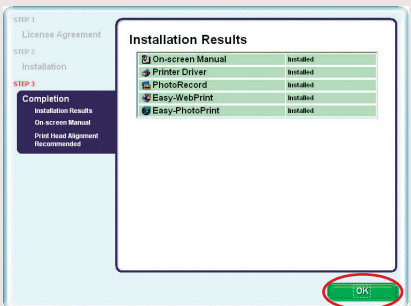 STEP 1
License Agreement
STEP 2
Installation
STEP 3
Completion
Installation Results
On-screen Manual
Print Head Alignment
Recommended
Installation Results
On-screen Manual Installed
Printer Driver Installed
PhotoRecord Installed
Easy-WebPrint Installed
Easy-PhotoPrint Installed
OK